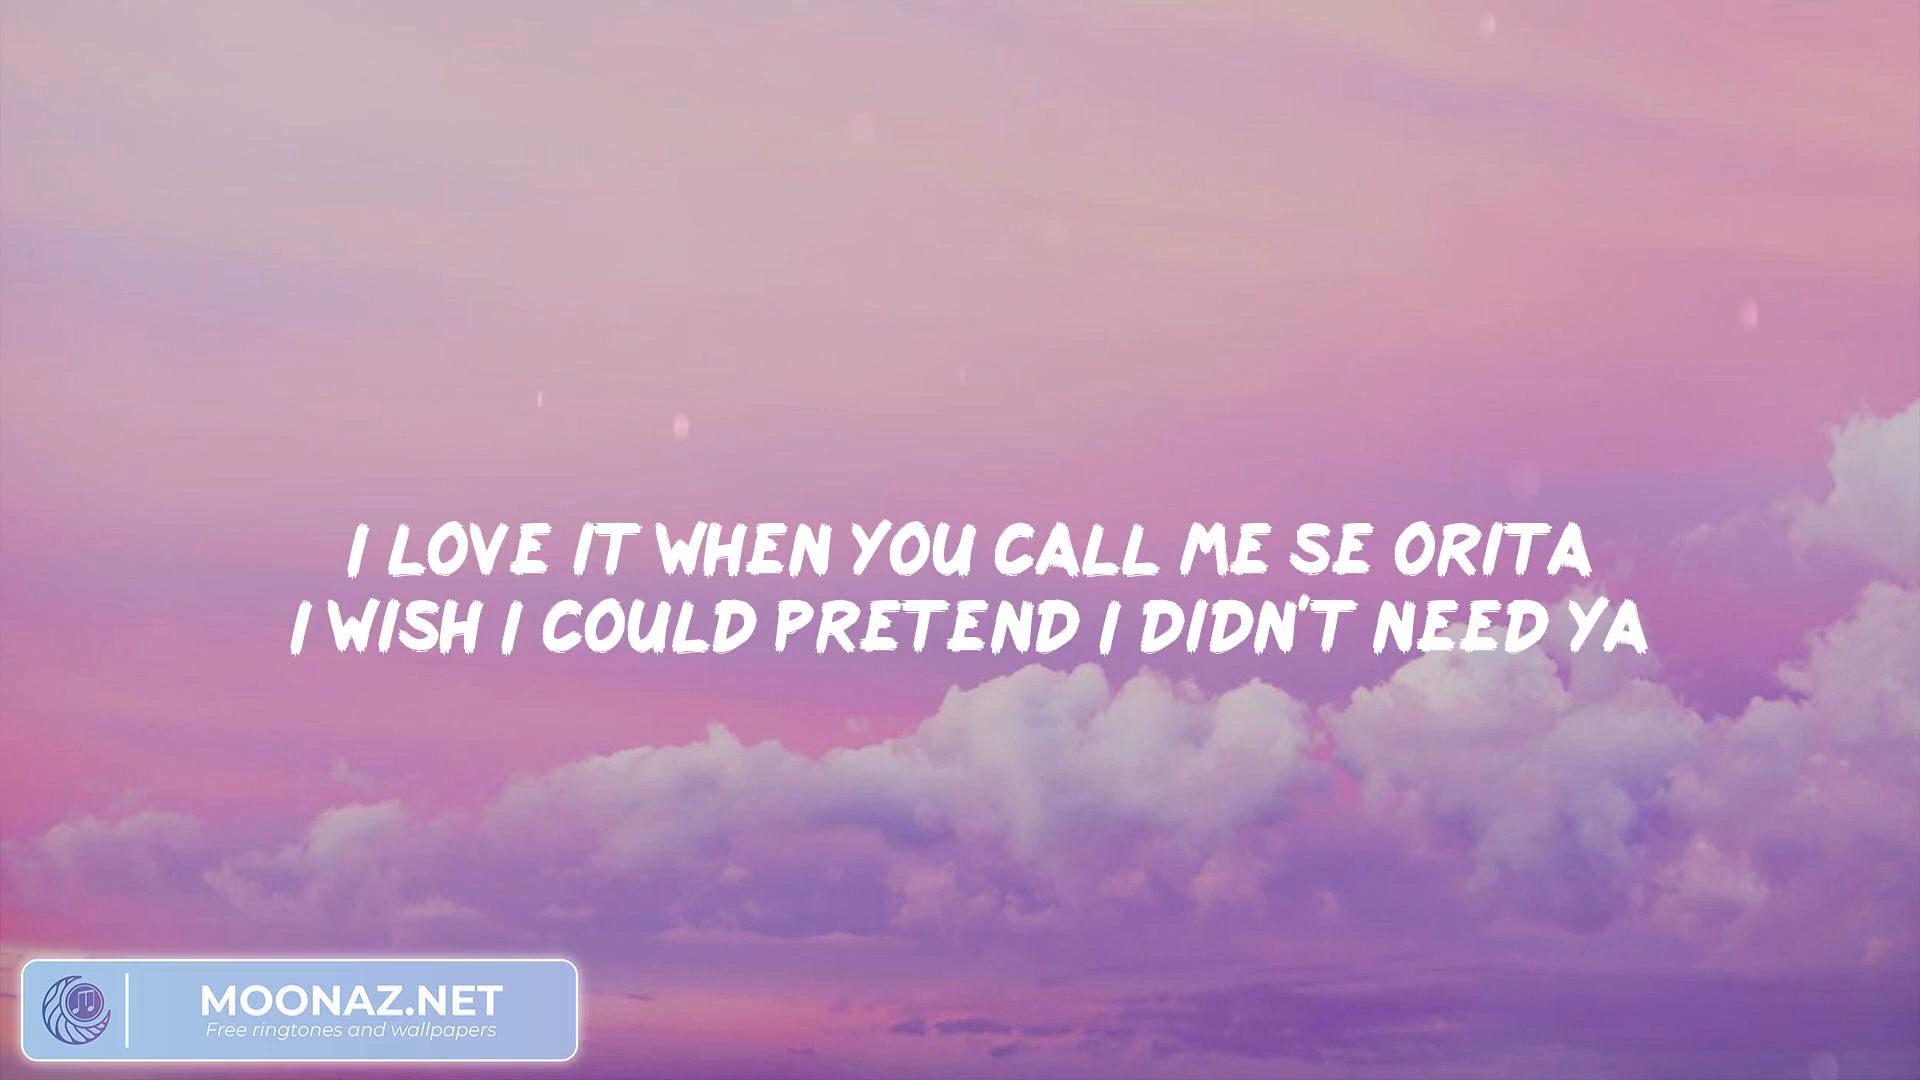 I LOVE IT WHEN YOU CALL ME SE ORITA
I WISH I COULD PRETEND I DIDN'T NEED YA
MOONAZ.NET
Free ringtones and wallpapers